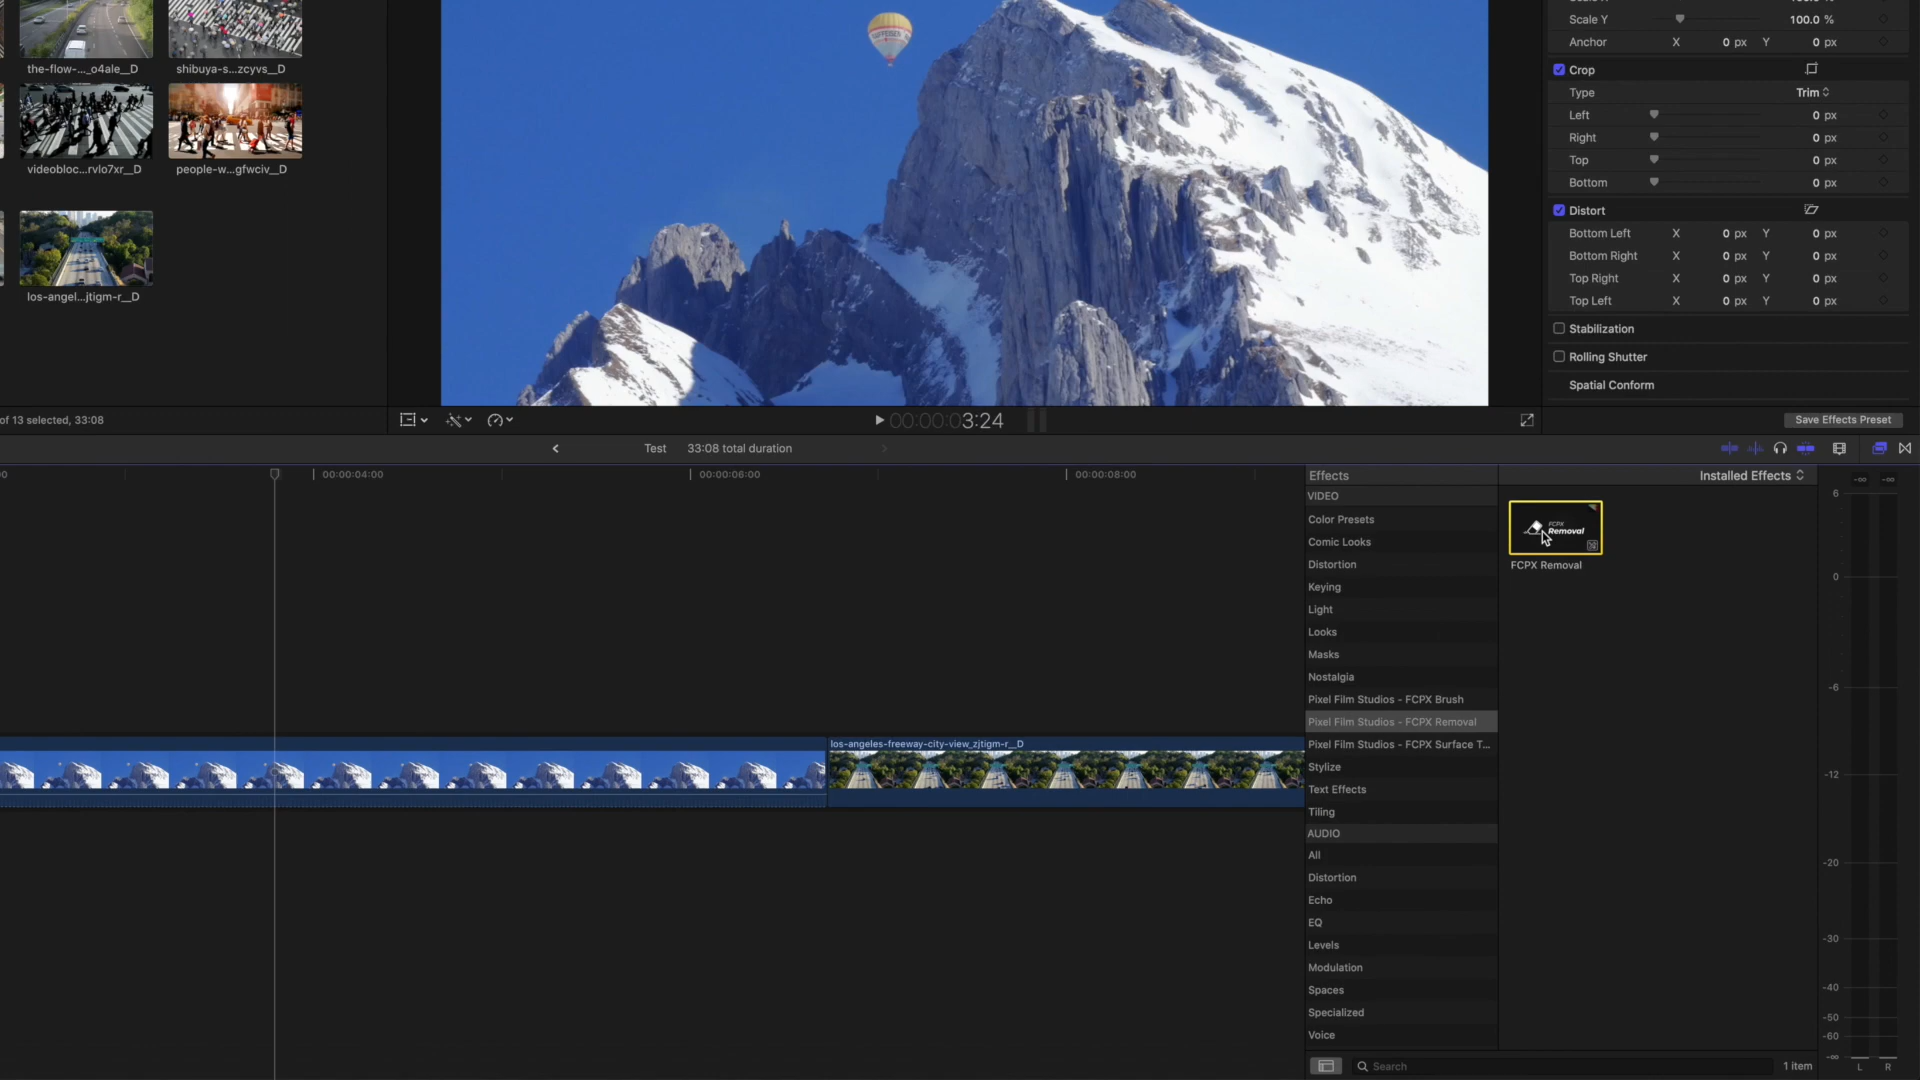 the-flow-..._o4ale__D
shibuya-s...zcyvs__D
videobloc...rvlo7xr__D
people-w...gfwciv__D
los-angel...jtigm-r__D
of 13 selected, 33:08
Scale Y 100.0 %
Anchor X 0 px Y 0 px
Crop
Type Trim
Left 0 px
Right 0 px
Top 0 px
Bottom 0 px
Distort
Bottom Left X 0 px Y 0 px
Bottom Right X 0 px Y 0 px
Top Right X 0 px Y 0 px
Top Left X 0 px Y 0 px
Stabilization
Rolling Shutter
Spatial Conform
00:00:03:24
Save Effects Preset
Test 33:08 total duration
00:00:04:00
00:00:06:00
00:00:08:00
los-angeles-freeway-city-view_zjtigm-r__D
Effects
Installed Effects
VIDEO
Color Presets
Comic Looks
Distortion
Keying
Light
Looks
Masks
Nostalgia
Pixel Film Studios - FCPX Brush
Pixel Film Studios - FCPX Removal
Pixel Film Studios - FCPX Surface T...
Stylize
Text Effects
Tiling
AUDIO
All
Distortion
Echo
EQ
Levels
Modulation
Spaces
Specialized
Voice
FCPX
Removal
FCPX Removal
Search
1 item
-∞ -∞
6
0
-6
-12
-20
-30
-40
-50
-60
-∞
L R